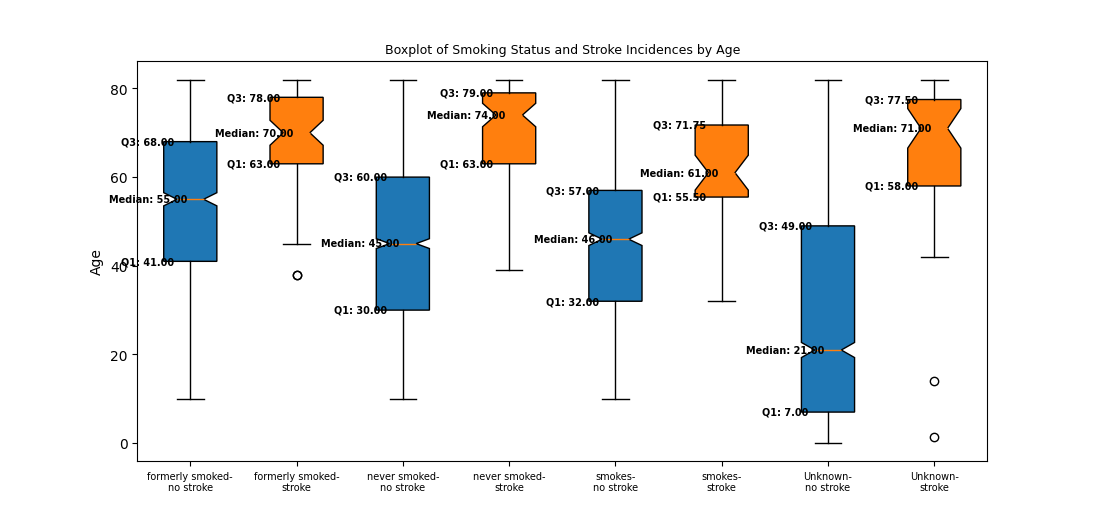 Boxplot of Smoking Status and Stroke Incidences by Age
Age
80
60
40
20
0
Q3: 68.00
Median: 55.00
Q1: 41.00
Q3: 78.00
Median: 70.00
Q1: 63.00
Q3: 60.00
Median: 45.00
Q1: 30.00
Q3: 79.00
Median: 74.00
Q1: 63.00
Q3: 57.00
Median: 46.00
Q1: 32.00
Q3: 71.75
Median: 61.00
Q1: 55.50
Q3: 49.00
Median: 21.00
Q1: 7.00
Q3: 77.50
Median: 71.00
Q1: 58.00
formerly smoked-
no stroke
formerly smoked-
stroke
never smoked-
no stroke
never smoked-
stroke
smokes-
no stroke
smokes-
stroke
Unknown-
no stroke
Unknown-
stroke